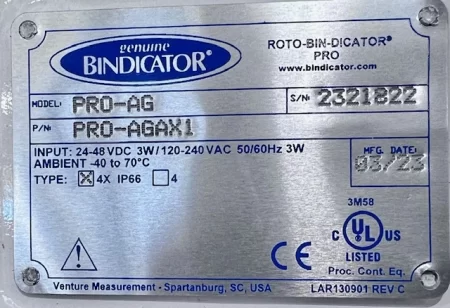 genuine
BINDICATOR®
ROTO-BIN-DICATOR®
PRO
www.bindicator.com
MODEL: PRO-AG
S/N: 2321822
P/N: PRO-AGAX1
INPUT: 24-48 VDC 3W/120-240 VAC 50/60Hz 3W
AMBIENT -40 to 70°C
TYPE: ☒ 4X IP66 ☐ 4
MFG. DATE:
03/23
3M58
C UL® US
LISTED
CE
Proc. Cont. Eq.
Venture Measurement - Spartanburg, SC, USA
LAR130901 REV C